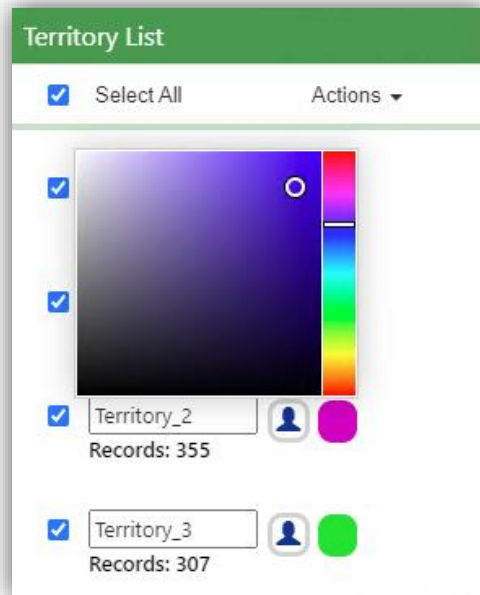 Territory List
Select All Actions
Territory_2
Records: 355
Territory_3
Records: 307